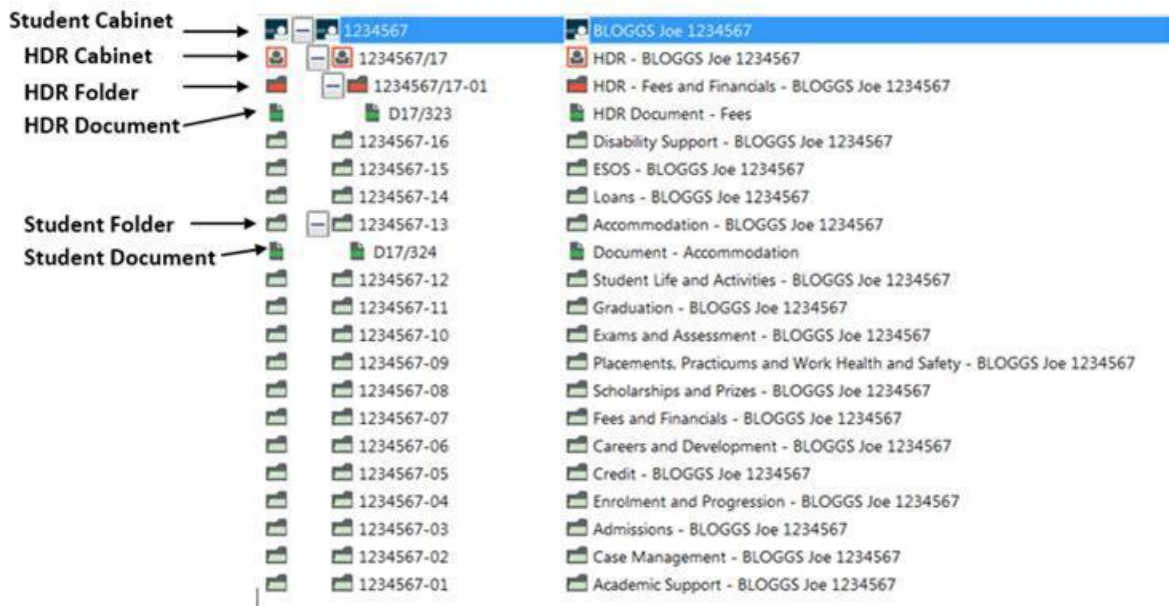 Student Cabinet 1234567 BLOGGS Joe 1234567
HDR Cabinet 1234567/17 HDR - BLOGGS Joe 1234567
HDR Folder 1234567/17-01 HDR - Fees and Financials - BLOGGS Joe 1234567
HDR Document D17/323 HDR Document - Fees
1234567-16 Disability Support - BLOGGS Joe 1234567
1234567-15 ESOS - BLOGGS Joe 1234567
1234567-14 Loans - BLOGGS Joe 1234567
Student Folder 1234567-13 Accommodation - BLOGGS Joe 1234567
Student Document D17/324 Document - Accommodation
1234567-12 Student Life and Activities - BLOGGS Joe 1234567
1234567-11 Graduation - BLOGGS Joe 1234567
1234567-10 Exams and Assessment - BLOGGS Joe 1234567
1234567-09 Placements, Practicums and Work Health and Safety - BLOGGS Joe 1234567
1234567-08 Scholarships and Prizes - BLOGGS Joe 1234567
1234567-07 Fees and Financials - BLOGGS Joe 1234567
1234567-06 Careers and Development - BLOGGS Joe 1234567
1234567-05 Credit - BLOGGS Joe 1234567
1234567-04 Enrolment and Progression - BLOGGS Joe 1234567
1234567-03 Admissions - BLOGGS Joe 1234567
1234567-02 Case Management - BLOGGS Joe 1234567
1234567-01 Academic Support - BLOGGS Joe 1234567